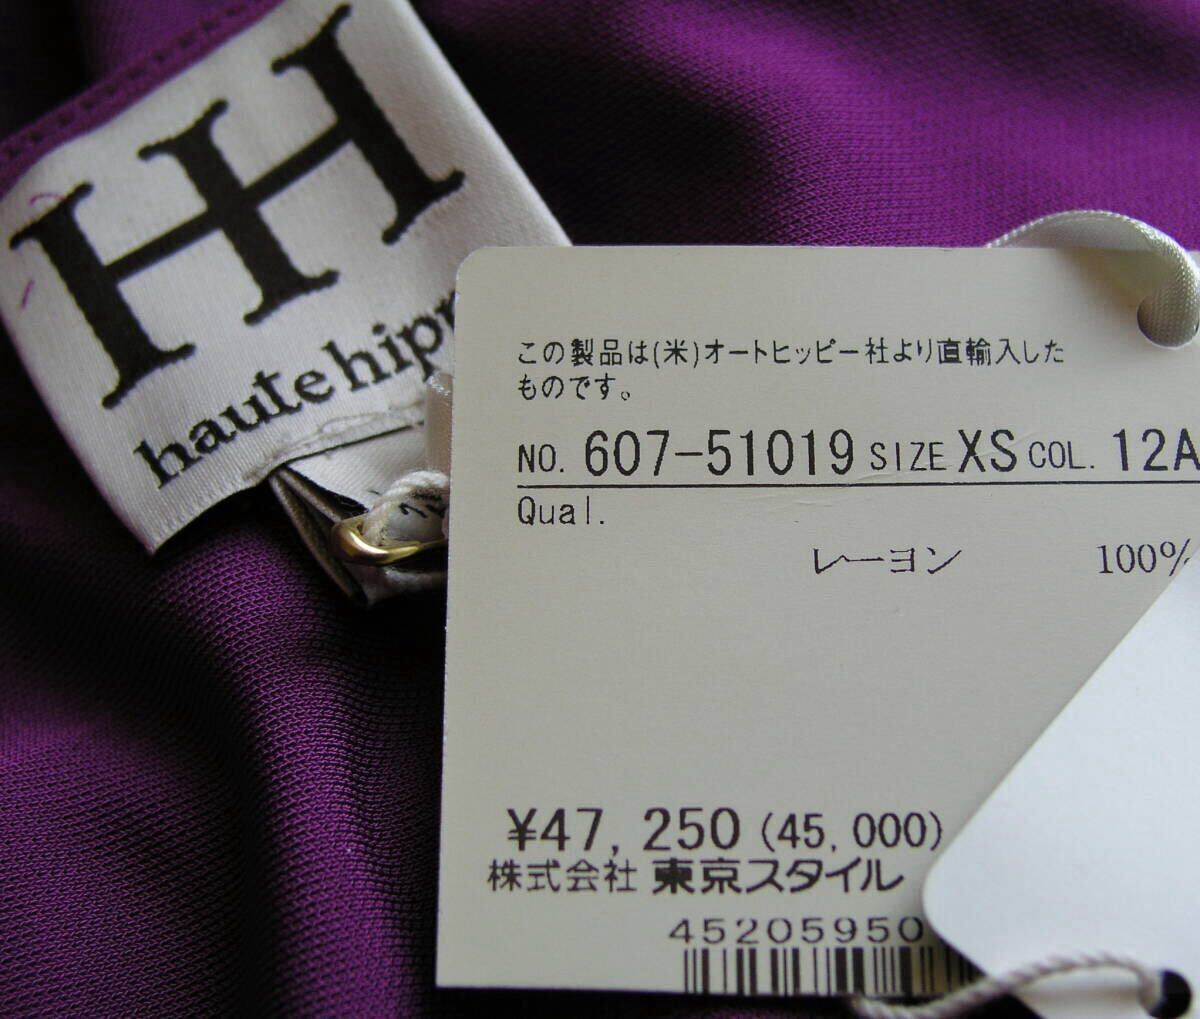 HH
haute hipp
この製品は(米)オートヒッピー社より直輸入した
ものです。
NO. 607-51019 SIZE XS COL. 12A
Qual.
レーヨン 100%
¥47,250 (45,000)
株式会社 東京スタイル
45205950